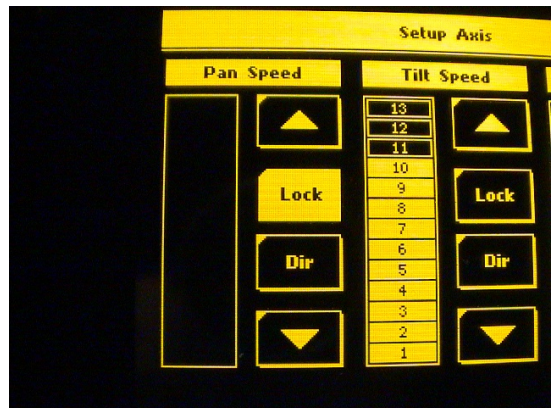 Setup Axis
Pan Speed
Tilt Speed
13
12
11
10
9
8
7
6
5
4
3
2
1
Lock
Dir
Lock
Dir